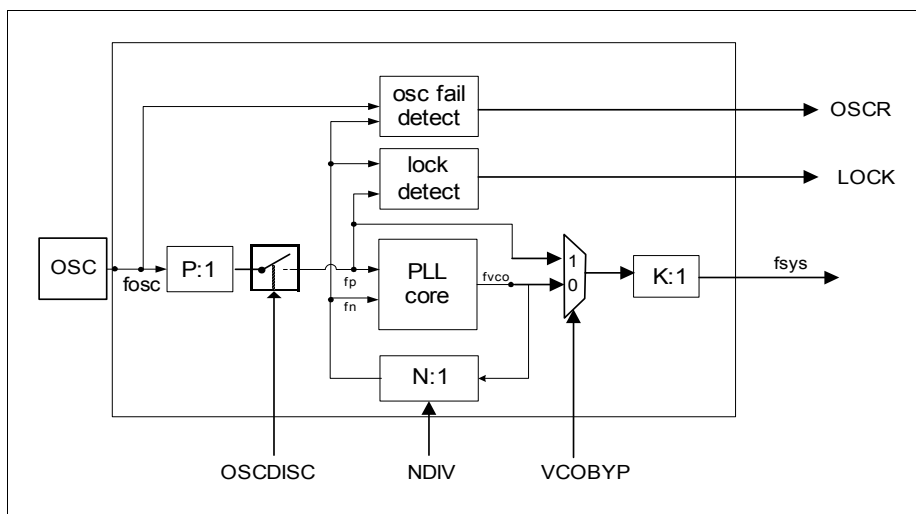 osc fail
detect
OSCR
lock
detect
LOCK
OSC
fosc
P:1
fp
fn
PLL
core
fvco
1
0
K:1
fsys
N:1
OSCDISC
NDIV
VCOBYP